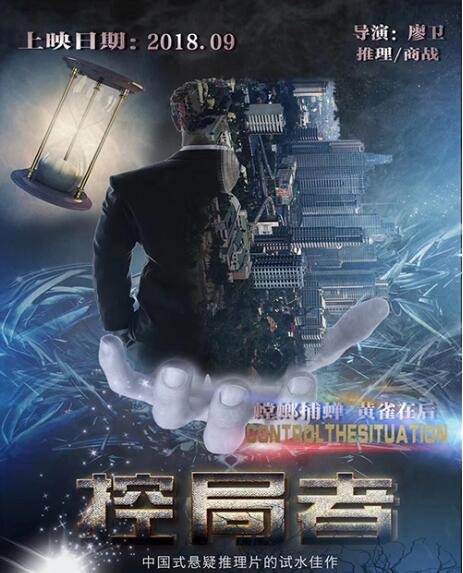 上映日期: 2018.09
导演: 廖卫
推理/商战
螳螂捕蝉 黄雀在后
CONTROLTHESITUATION
控局者
中国式悬疑推理片的试水佳作